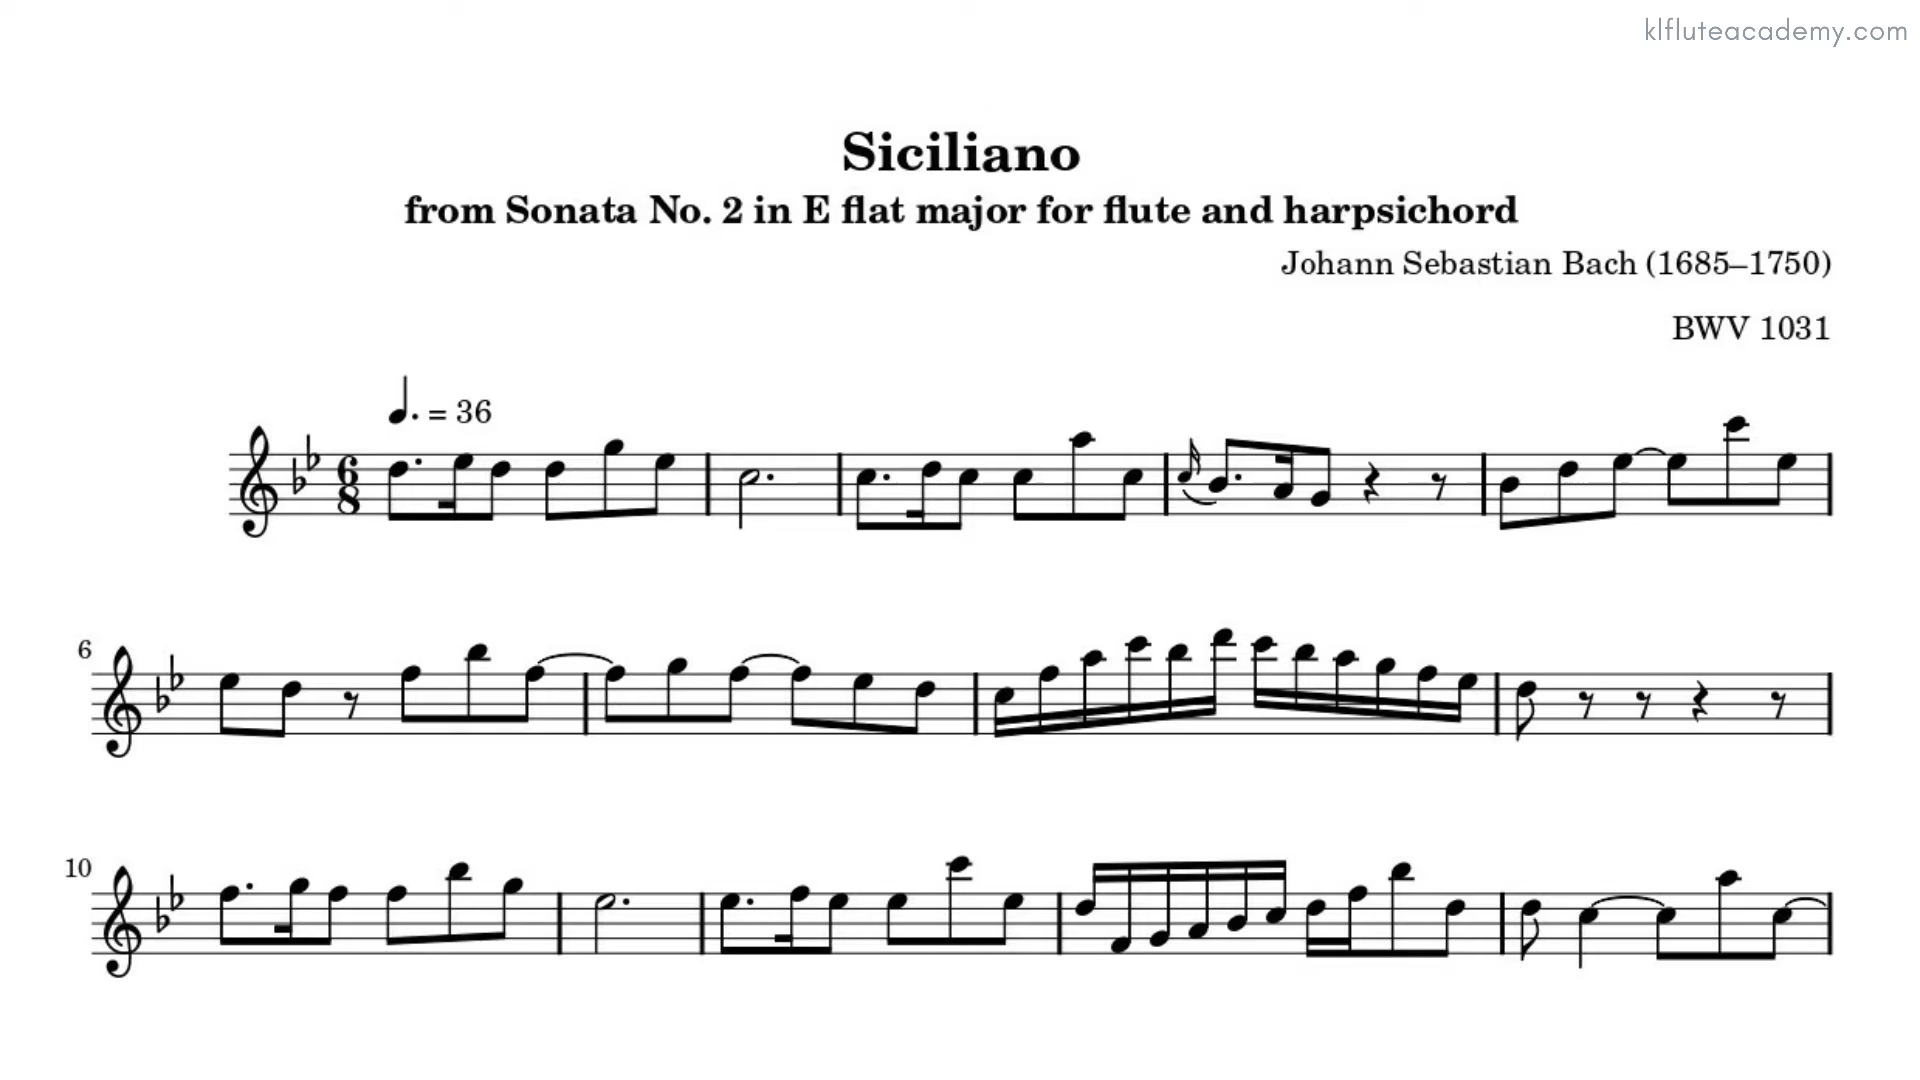 klfluteacademy.com
Siciliano
from Sonata No. 2 in E flat major for flute and harpsichord
Johann Sebastian Bach (1685–1750)
BWV 1031
♩. = 36
6
8
6
10